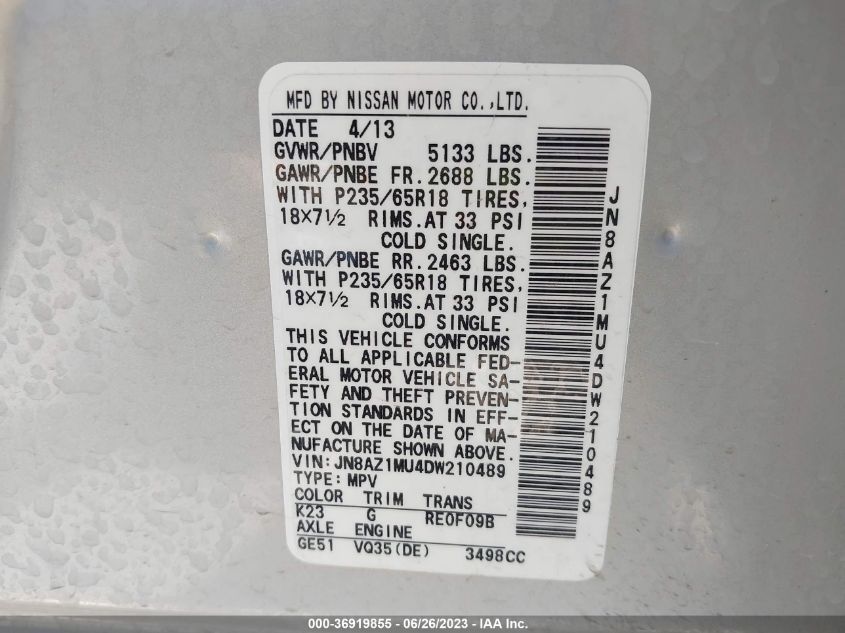 MFD BY NISSAN MOTOR CO.,LTD.
DATE 4/13
GVWR/PNBV 5133 LBS.
GAWR/PNBE FR. 2688 LBS.
WITH P235/65R18 TIRES,
18×7½ RIMS. AT 33 PSI
COLD SINGLE.
GAWR/PNBE RR. 2463 LBS.
WITH P235/65R18 TIRES,
18×7½ RIMS. AT 33 PSI
COLD SINGLE.
THIS VEHICLE CONFORMS
TO ALL APPLICABLE FED-
ERAL MOTOR VEHICLE SA-
FETY AND THEFT PREVEN-
TION STANDARDS IN EFF-
ECT ON THE DATE OF MA-
NUFACTURE SHOWN ABOVE.
VIN: JN8AZ1MU4DW210489
TYPE: MPV
COLOR TRIM TRANS
K23 G RE0F09B
AXLE ENGINE
GE51 VQ35(DE) 3498CC
JN8AZ1MU4DW210489
000-36919855 - 06/26/2023 - ©IAA, Inc.